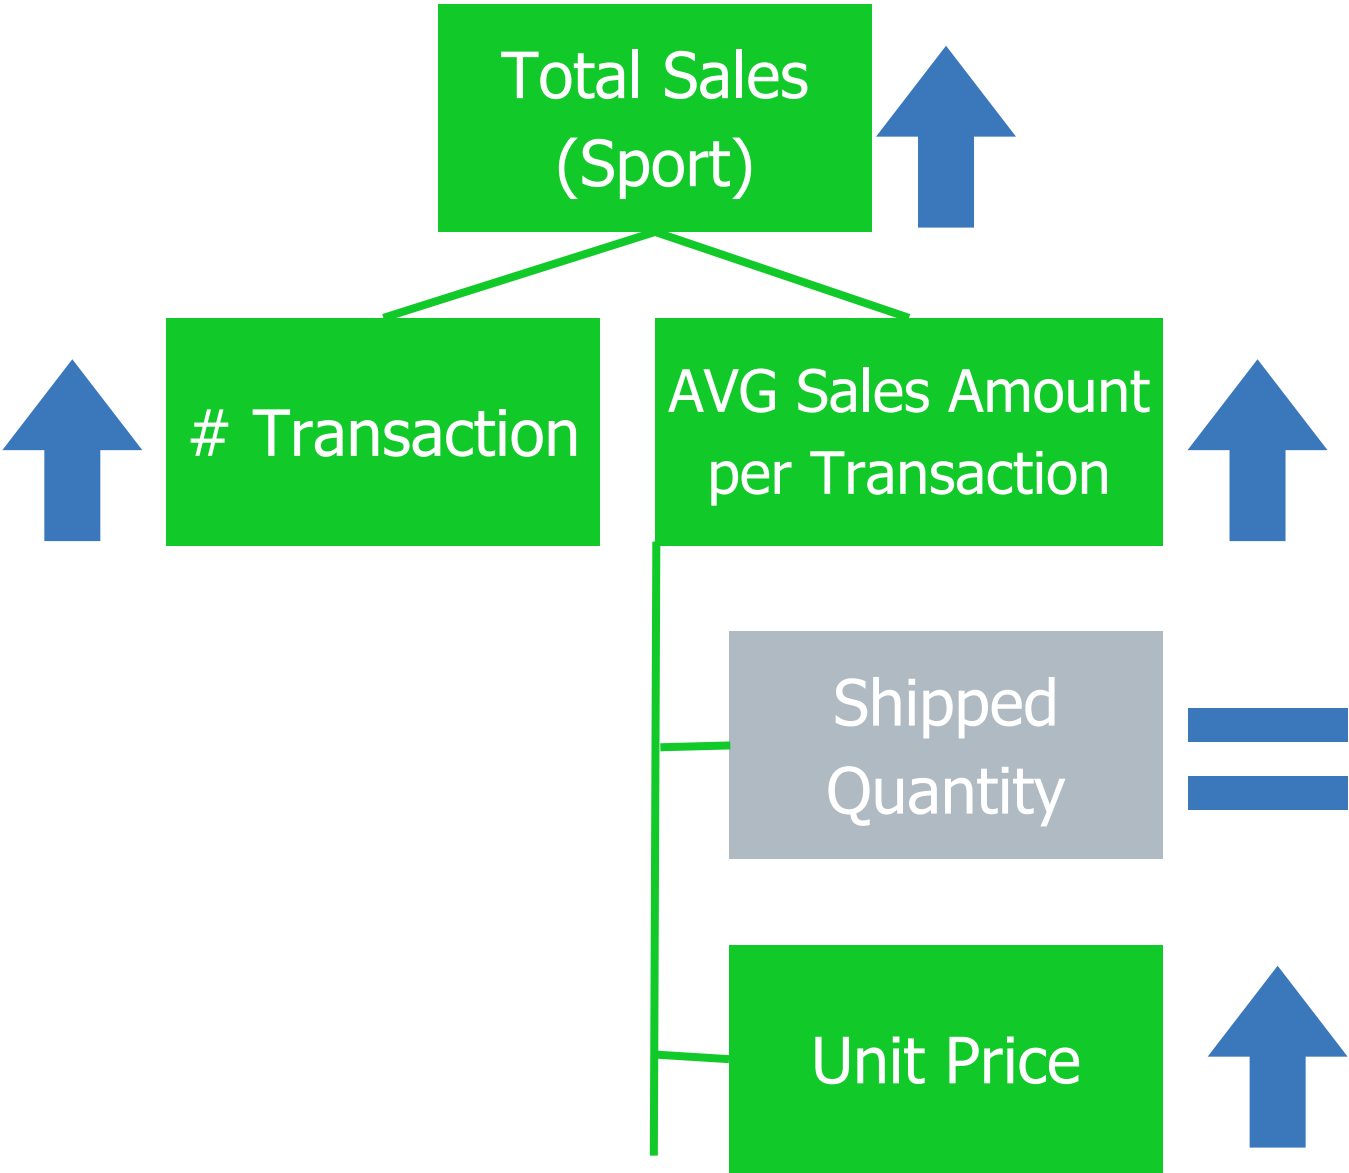 Total Sales
(Sport)
# Transaction
AVG Sales Amount
per Transaction
Shipped
Quantity
Unit Price